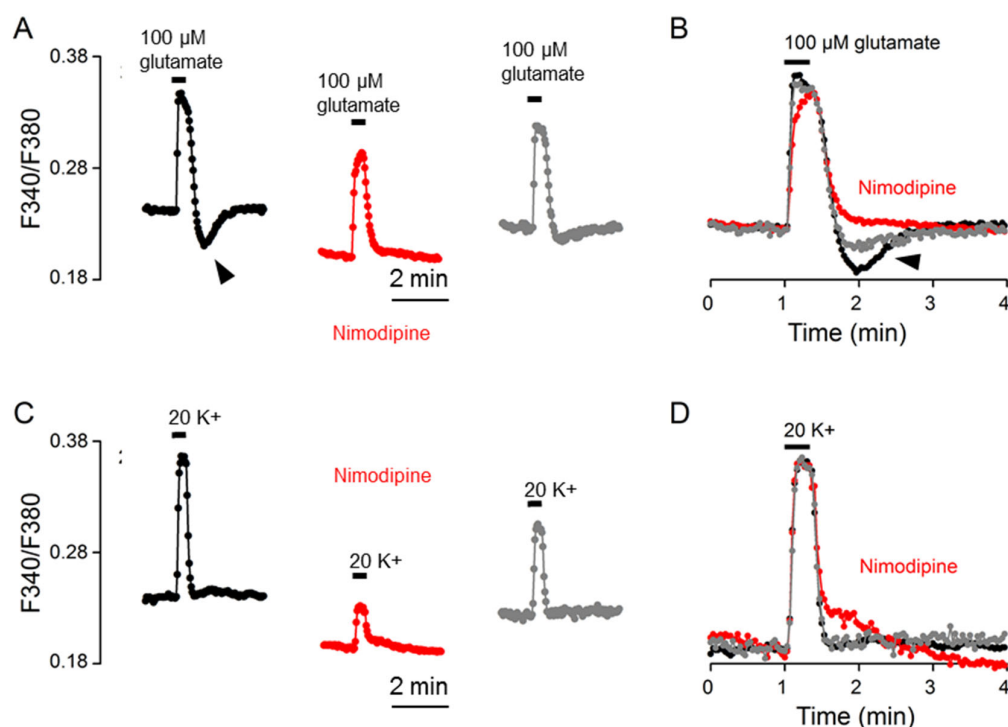 A
B
100 µM
glutamate
100 µM
glutamate
100 µM
glutamate
100 µM glutamate
0.38
0.28
0.18
F340/F380
Nimodipine
2 min
Nimodipine
0
1
2
3
4
Time (min)
C
D
20 K+
Nimodipine
20 K+
20 K+
20 K+
0.38
0.28
0.18
F340/F380
Nimodipine
2 min
0
1
2
3
4
Time (min)